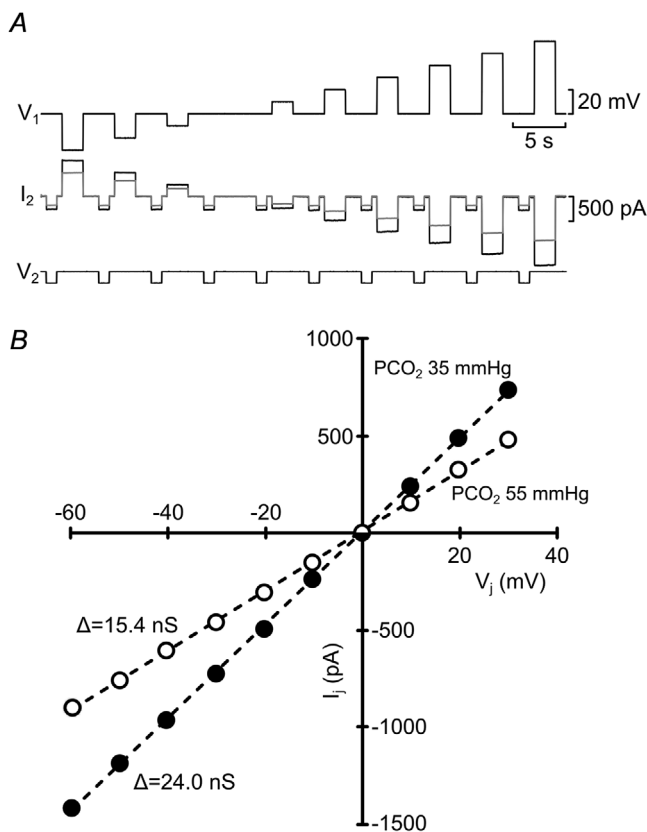 A
V1
20 mV
5 s
I2
500 pA
V2
B
1000
PCO2 35 mmHg
500
PCO2 55 mmHg
-60 -40 -20 20 40
Vj (mV)
Δ=15.4 nS
-500
Ij (pA)
-1000
Δ=24.0 nS
-1500